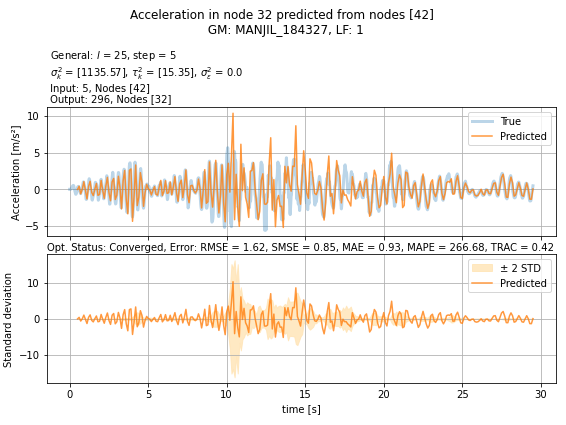 Acceleration in node 32 predicted from nodes [42]
GM: MANJIL_184327, LF: 1
General: l = 25, step = 5
σ²ₖ = [1135.57], τ²ₖ = [15.35], σ²ε = 0.0
Input: 5, Nodes [42]
Output: 296, Nodes [32]
Acceleration [m/s²]
10
5
0
−5
True
Predicted
Opt. Status: Converged, Error: RMSE = 1.62, SMSE = 0.85, MAE = 0.93, MAPE = 266.68, TRAC = 0.42
Standard deviation
10
0
−10
± 2 STD
Predicted
0 5 10 15 20 25 30
time [s]